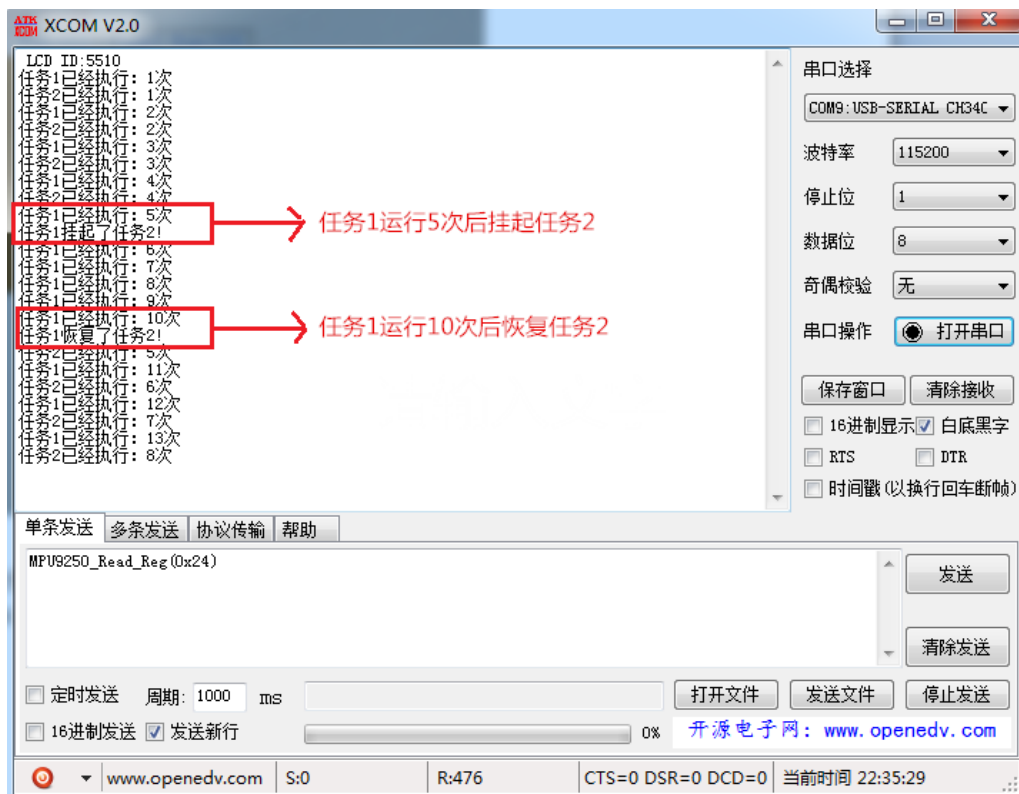 ATK XCOM XCOM V2.0
LCD ID:5510
任务1已经执行：1次
任务2已经执行：1次
任务1已经执行：2次
任务2已经执行：2次
任务1已经执行：3次
任务2已经执行：3次
任务1已经执行：4次
任务2已经执行：4次
任务1已经执行：5次
任务1挂起了任务2!
任务1运行5次后挂起任务2
任务1已经执行：6次
任务1已经执行：7次
任务1已经执行：8次
任务1已经执行：9次
任务1已经执行：10次
任务1恢复了任务2!
任务1运行10次后恢复任务2
任务2已经执行：5次
任务1已经执行：11次
任务2已经执行：6次
任务1已经执行：12次
任务2已经执行：7次
任务1已经执行：13次
任务2已经执行：8次
串口选择
COM9:USB-SERIAL CH34C
波特率 115200
停止位 1
数据位 8
奇偶校验 无
串口操作 打开串口
保存窗口 清除接收
16进制显示 白底黑字
RTS DTR
时间戳(以换行回车断帧)
单条发送 多条发送 协议传输 帮助
MPU9250_Read_Reg(0x24)
发送
清除发送
定时发送 周期: 1000 ms 打开文件 发送文件 停止发送
16进制发送 发送新行 0% 开源电子网: www.openedv.com
www.openedv.com S:0 R:476 CTS=0 DSR=0 DCD=0 当前时间 22:35:29